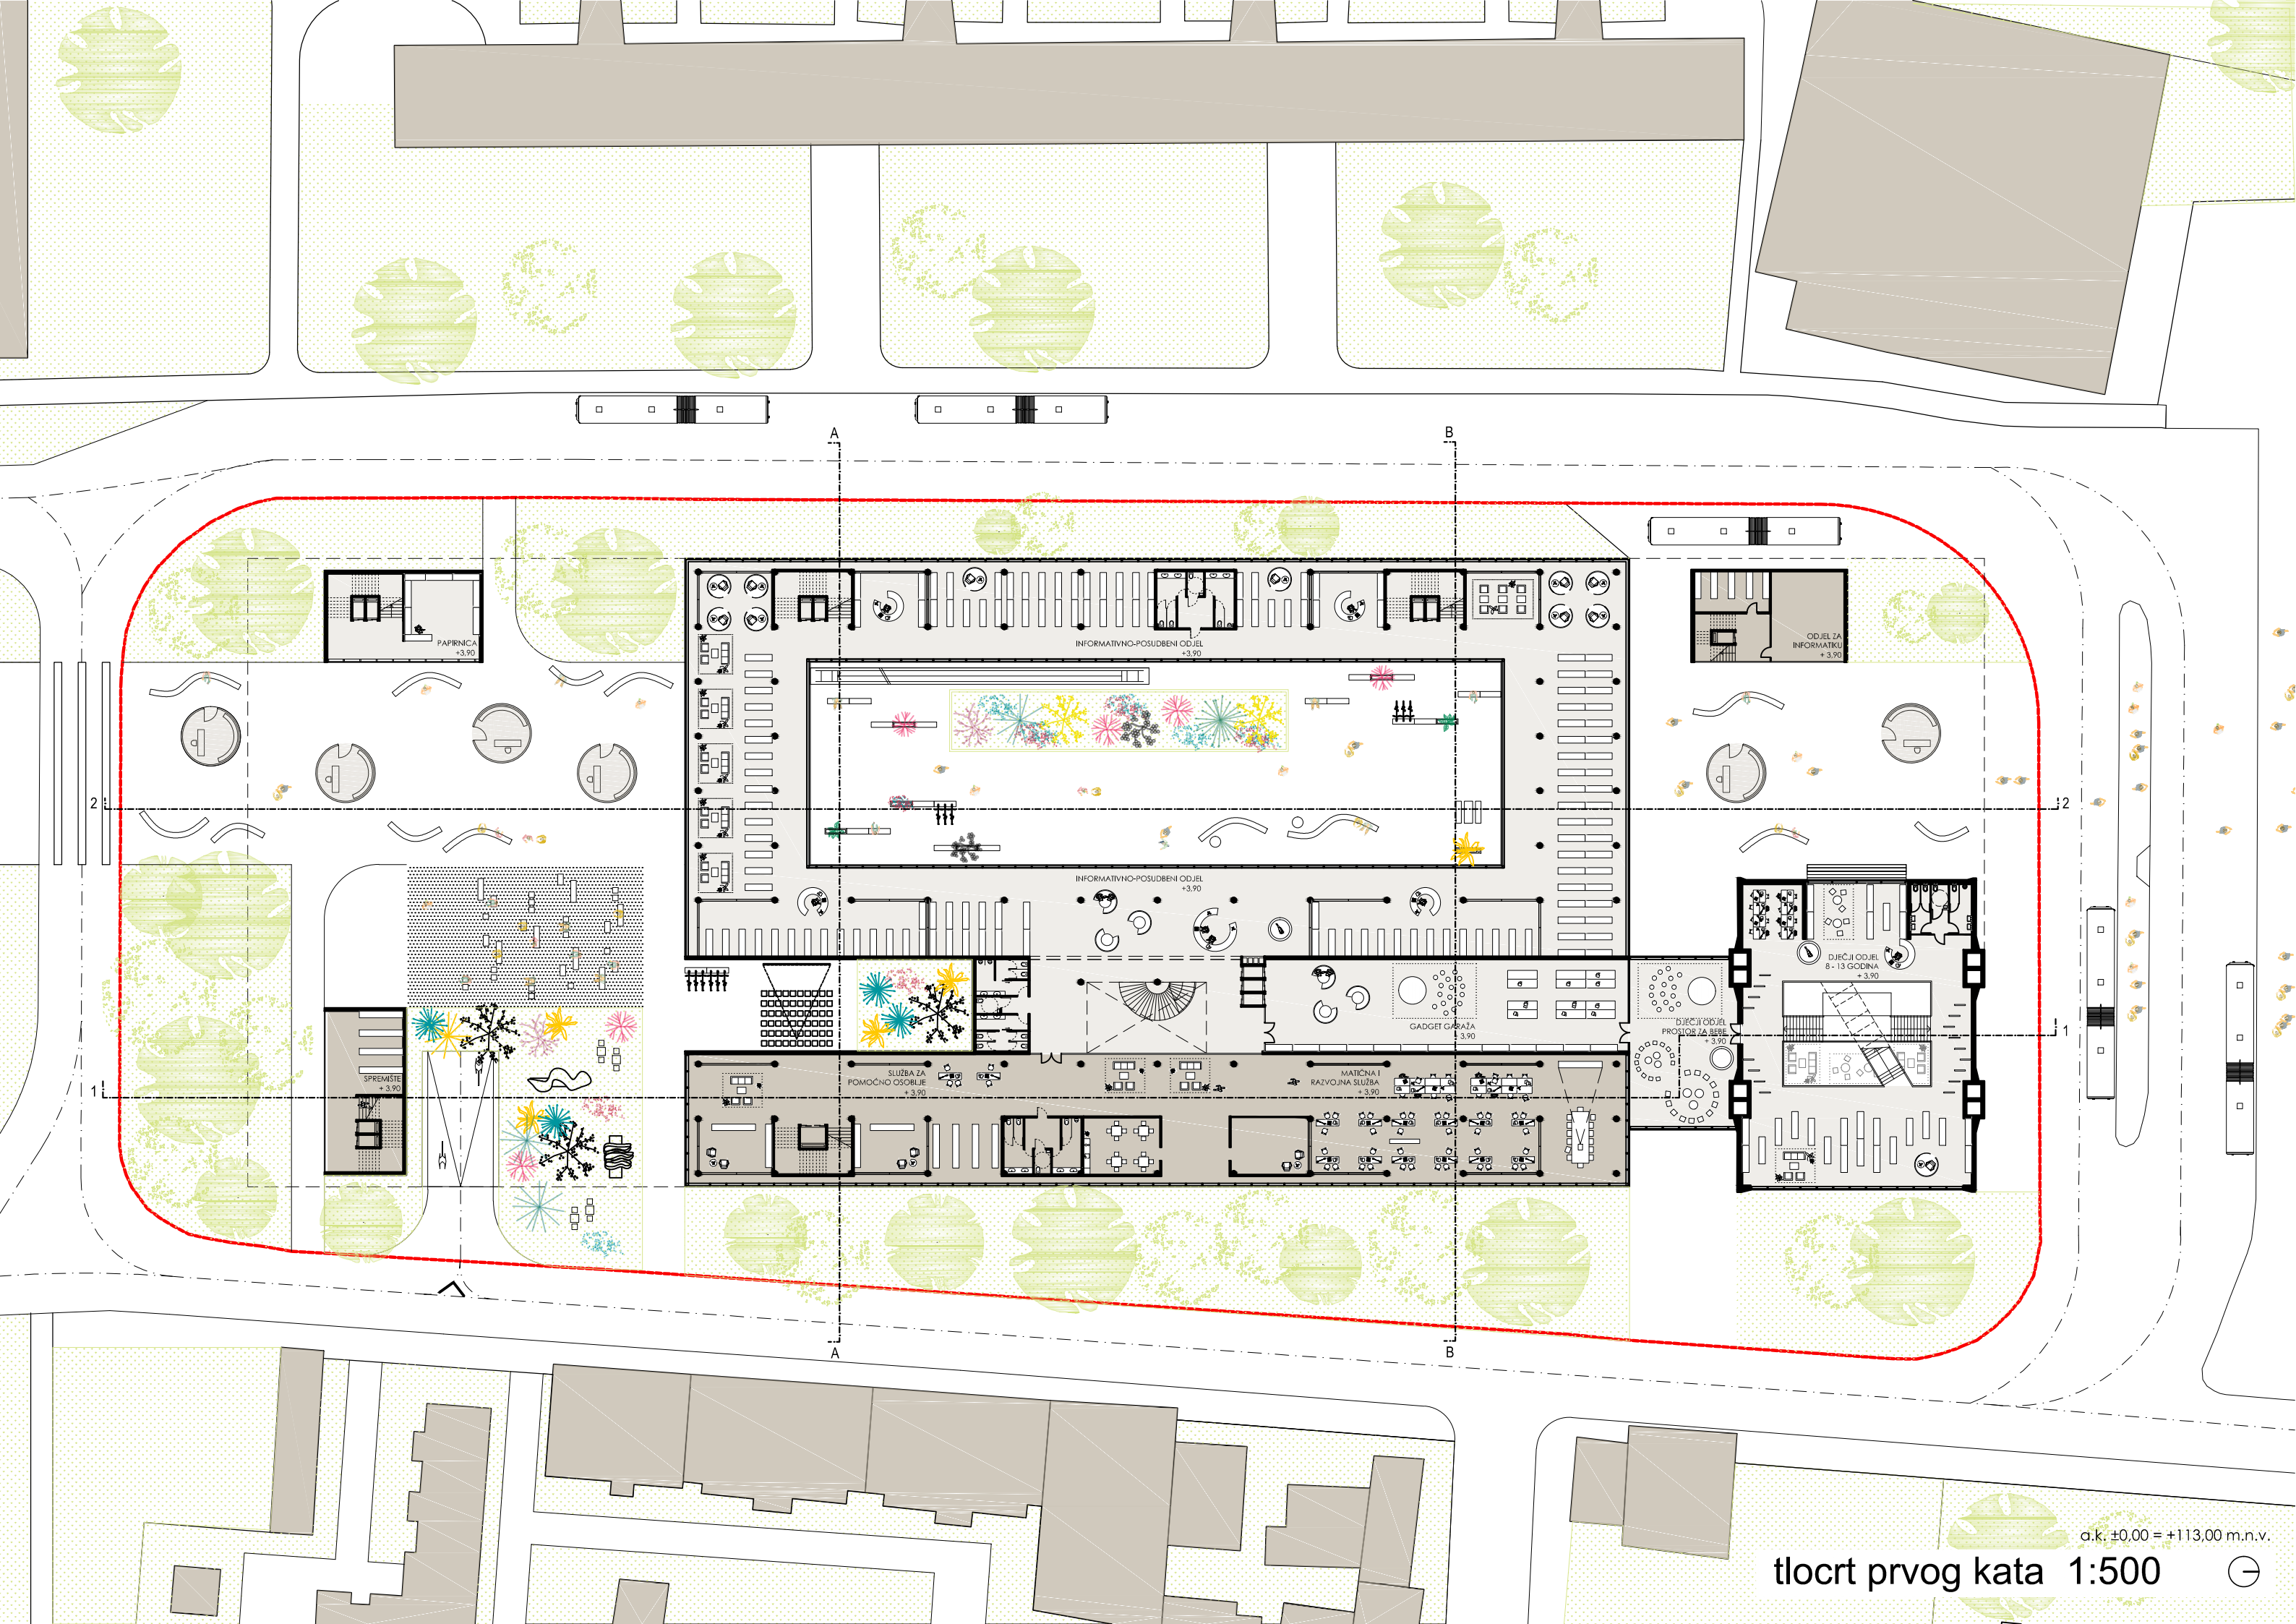 A
B
PAPIRNICA
+3,90
INFORMATIVNO-POSUDBENI ODJEL
+3,90
ODJEL ZA
INFORMATIKU
+ 3,90
2
2
INFORMATIVNO-POSUDBENI ODJEL
+3,90
DJEČJI ODJEL
8 - 13 GODINA
+ 3,90
GADGET GARAŽA
+ 3,90
DJEČJI ODJEL
PROSTOR ZA BEBE
+ 3,90
1
SPREMIŠTE
+ 3,90
SLUŽBA ZA
POMOĆNO OSOBLJE
+ 3,90
MATIČNA I
RAZVOJNA SLUŽBA
+ 3,90
1
A
B
a.k. ±0,00 = +113,00 m.n.v.
tlocrt prvog kata 1:500